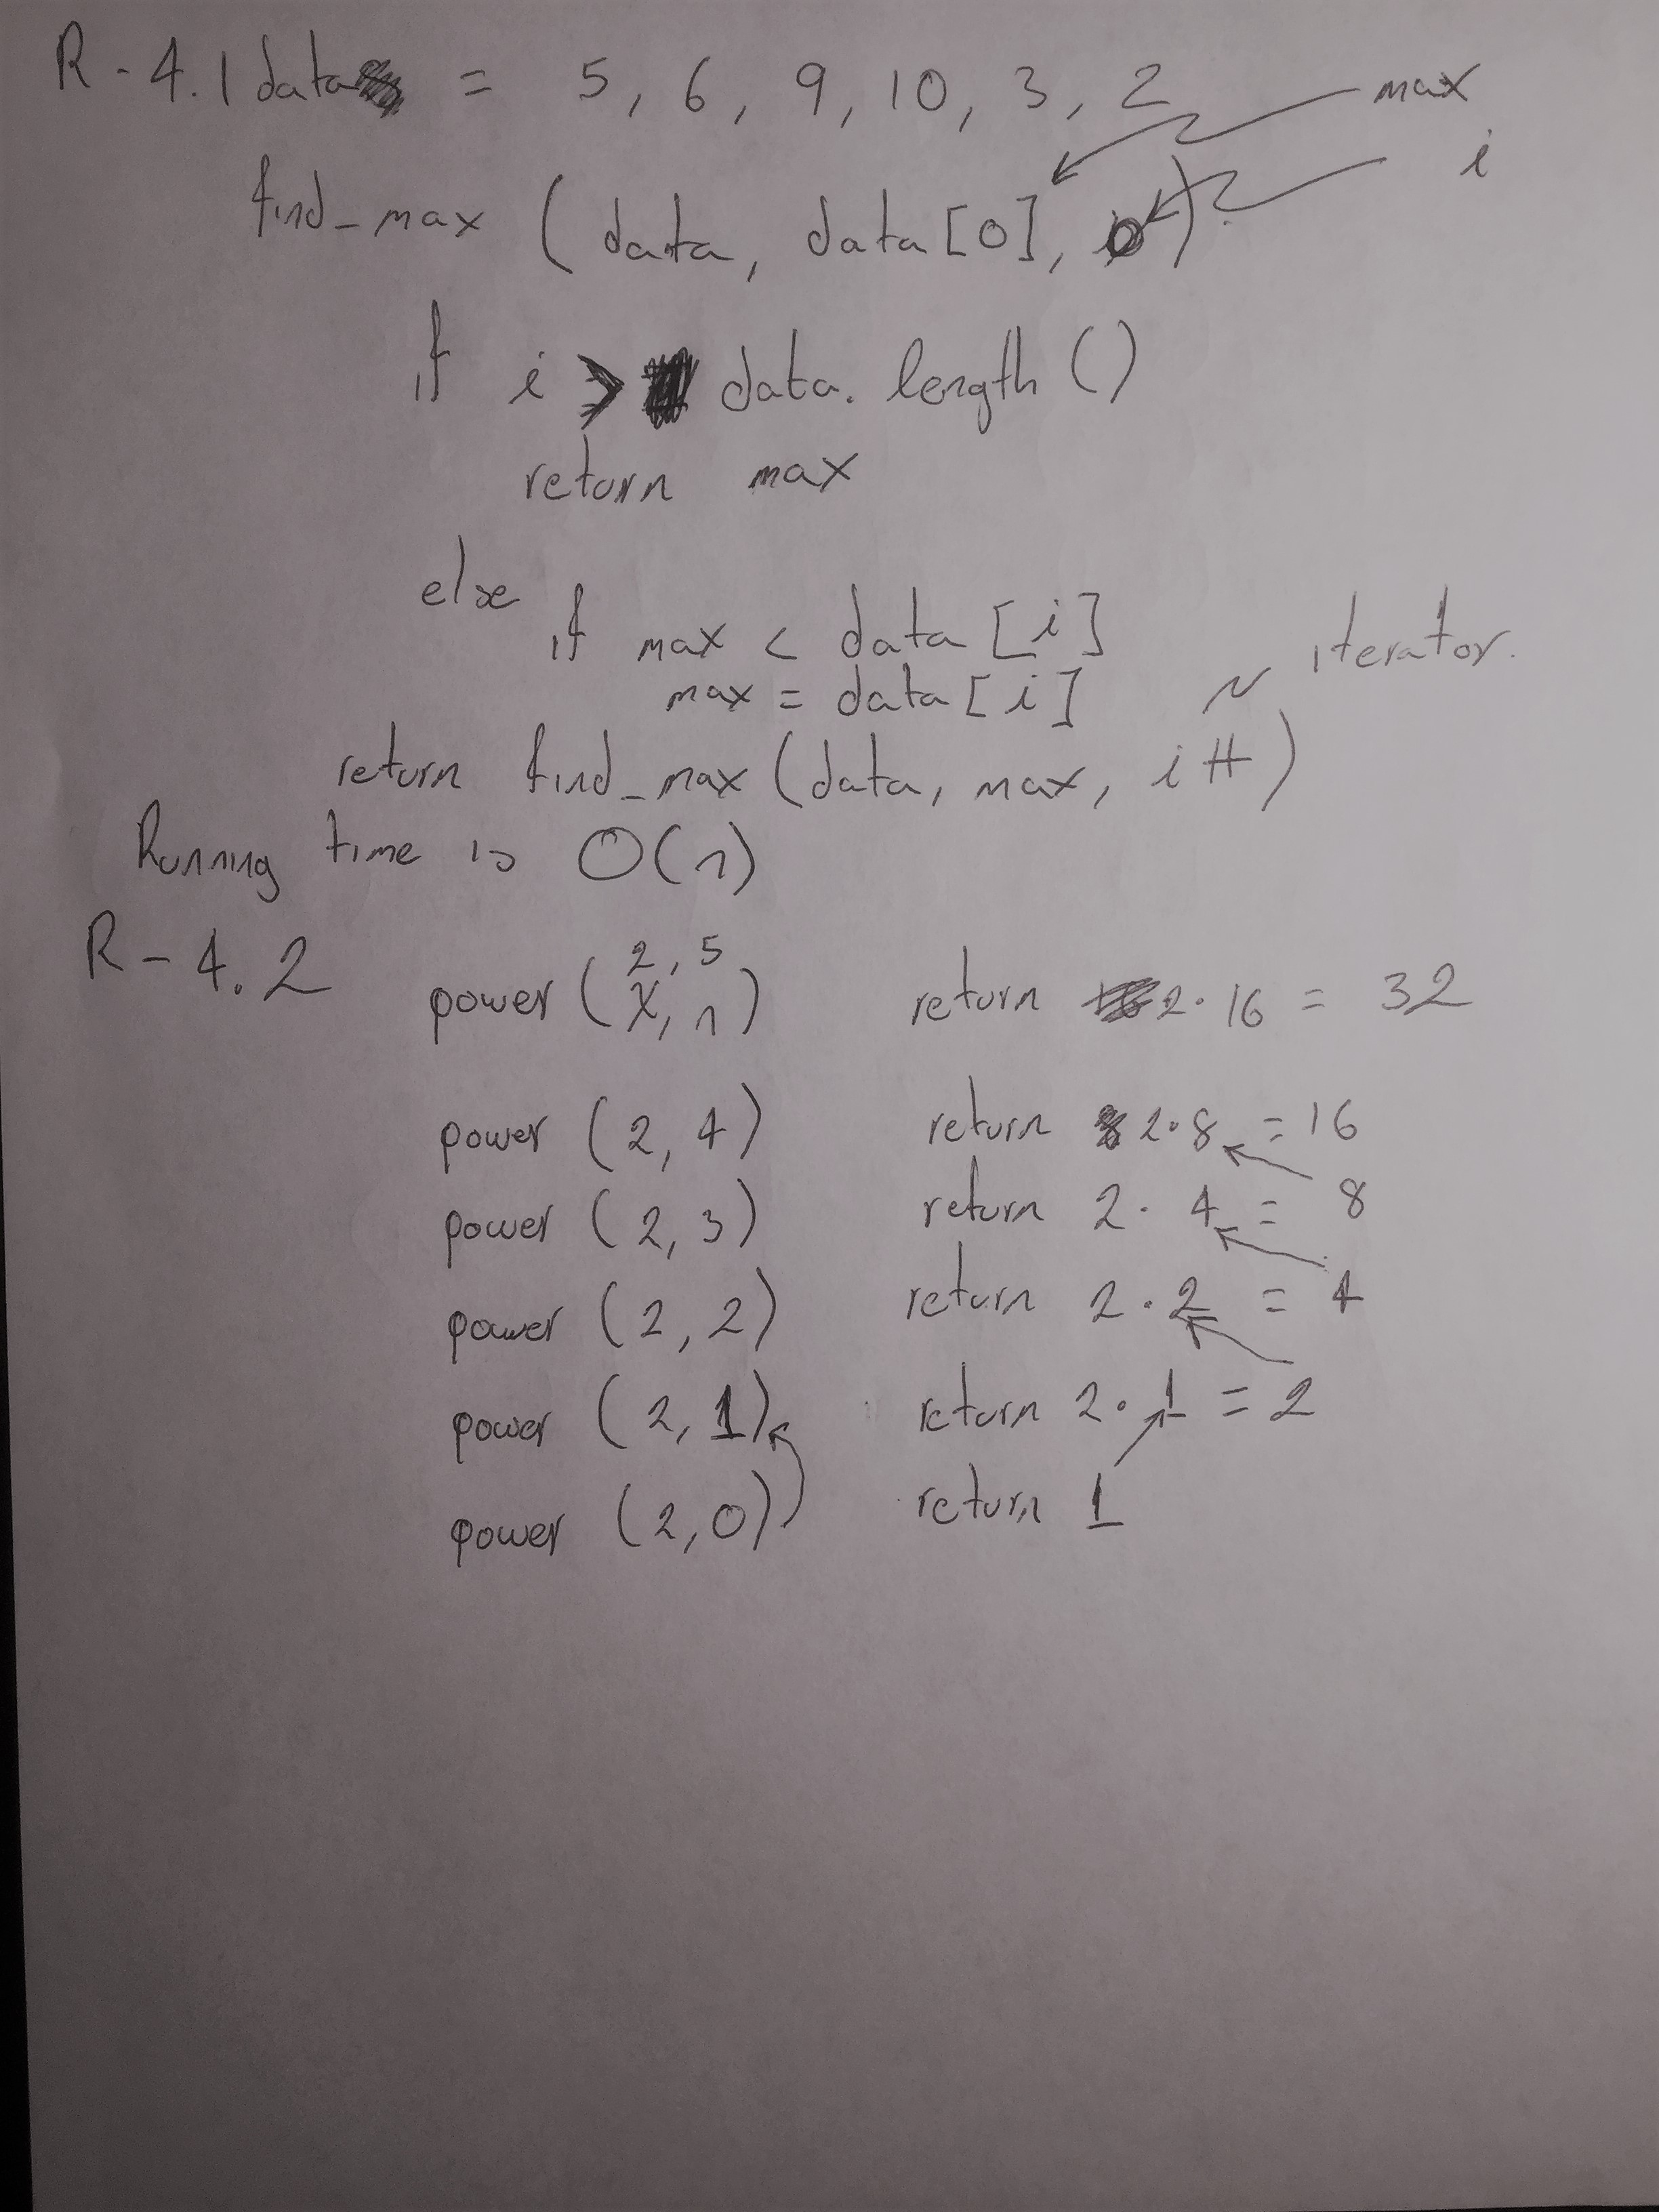 R-4.1 data = 5, 6, 9, 10, 3, 2
max
i
find_max (data, data[0], 0)
if i > data.length()
return max
else
if max < data[i]
max = data[i]
iterator.
return find_max(data, max, i++)
Running time is O(n)
R-4.2
2, 5
power (x, n) return 2·16 = 32
power (2, 4) return 2·8 = 16
power (2, 3) return 2·4 = 8
power (2, 2) return 2·2 = 4
power (2, 1) return 2·1 = 2
power (2, 0) return 1